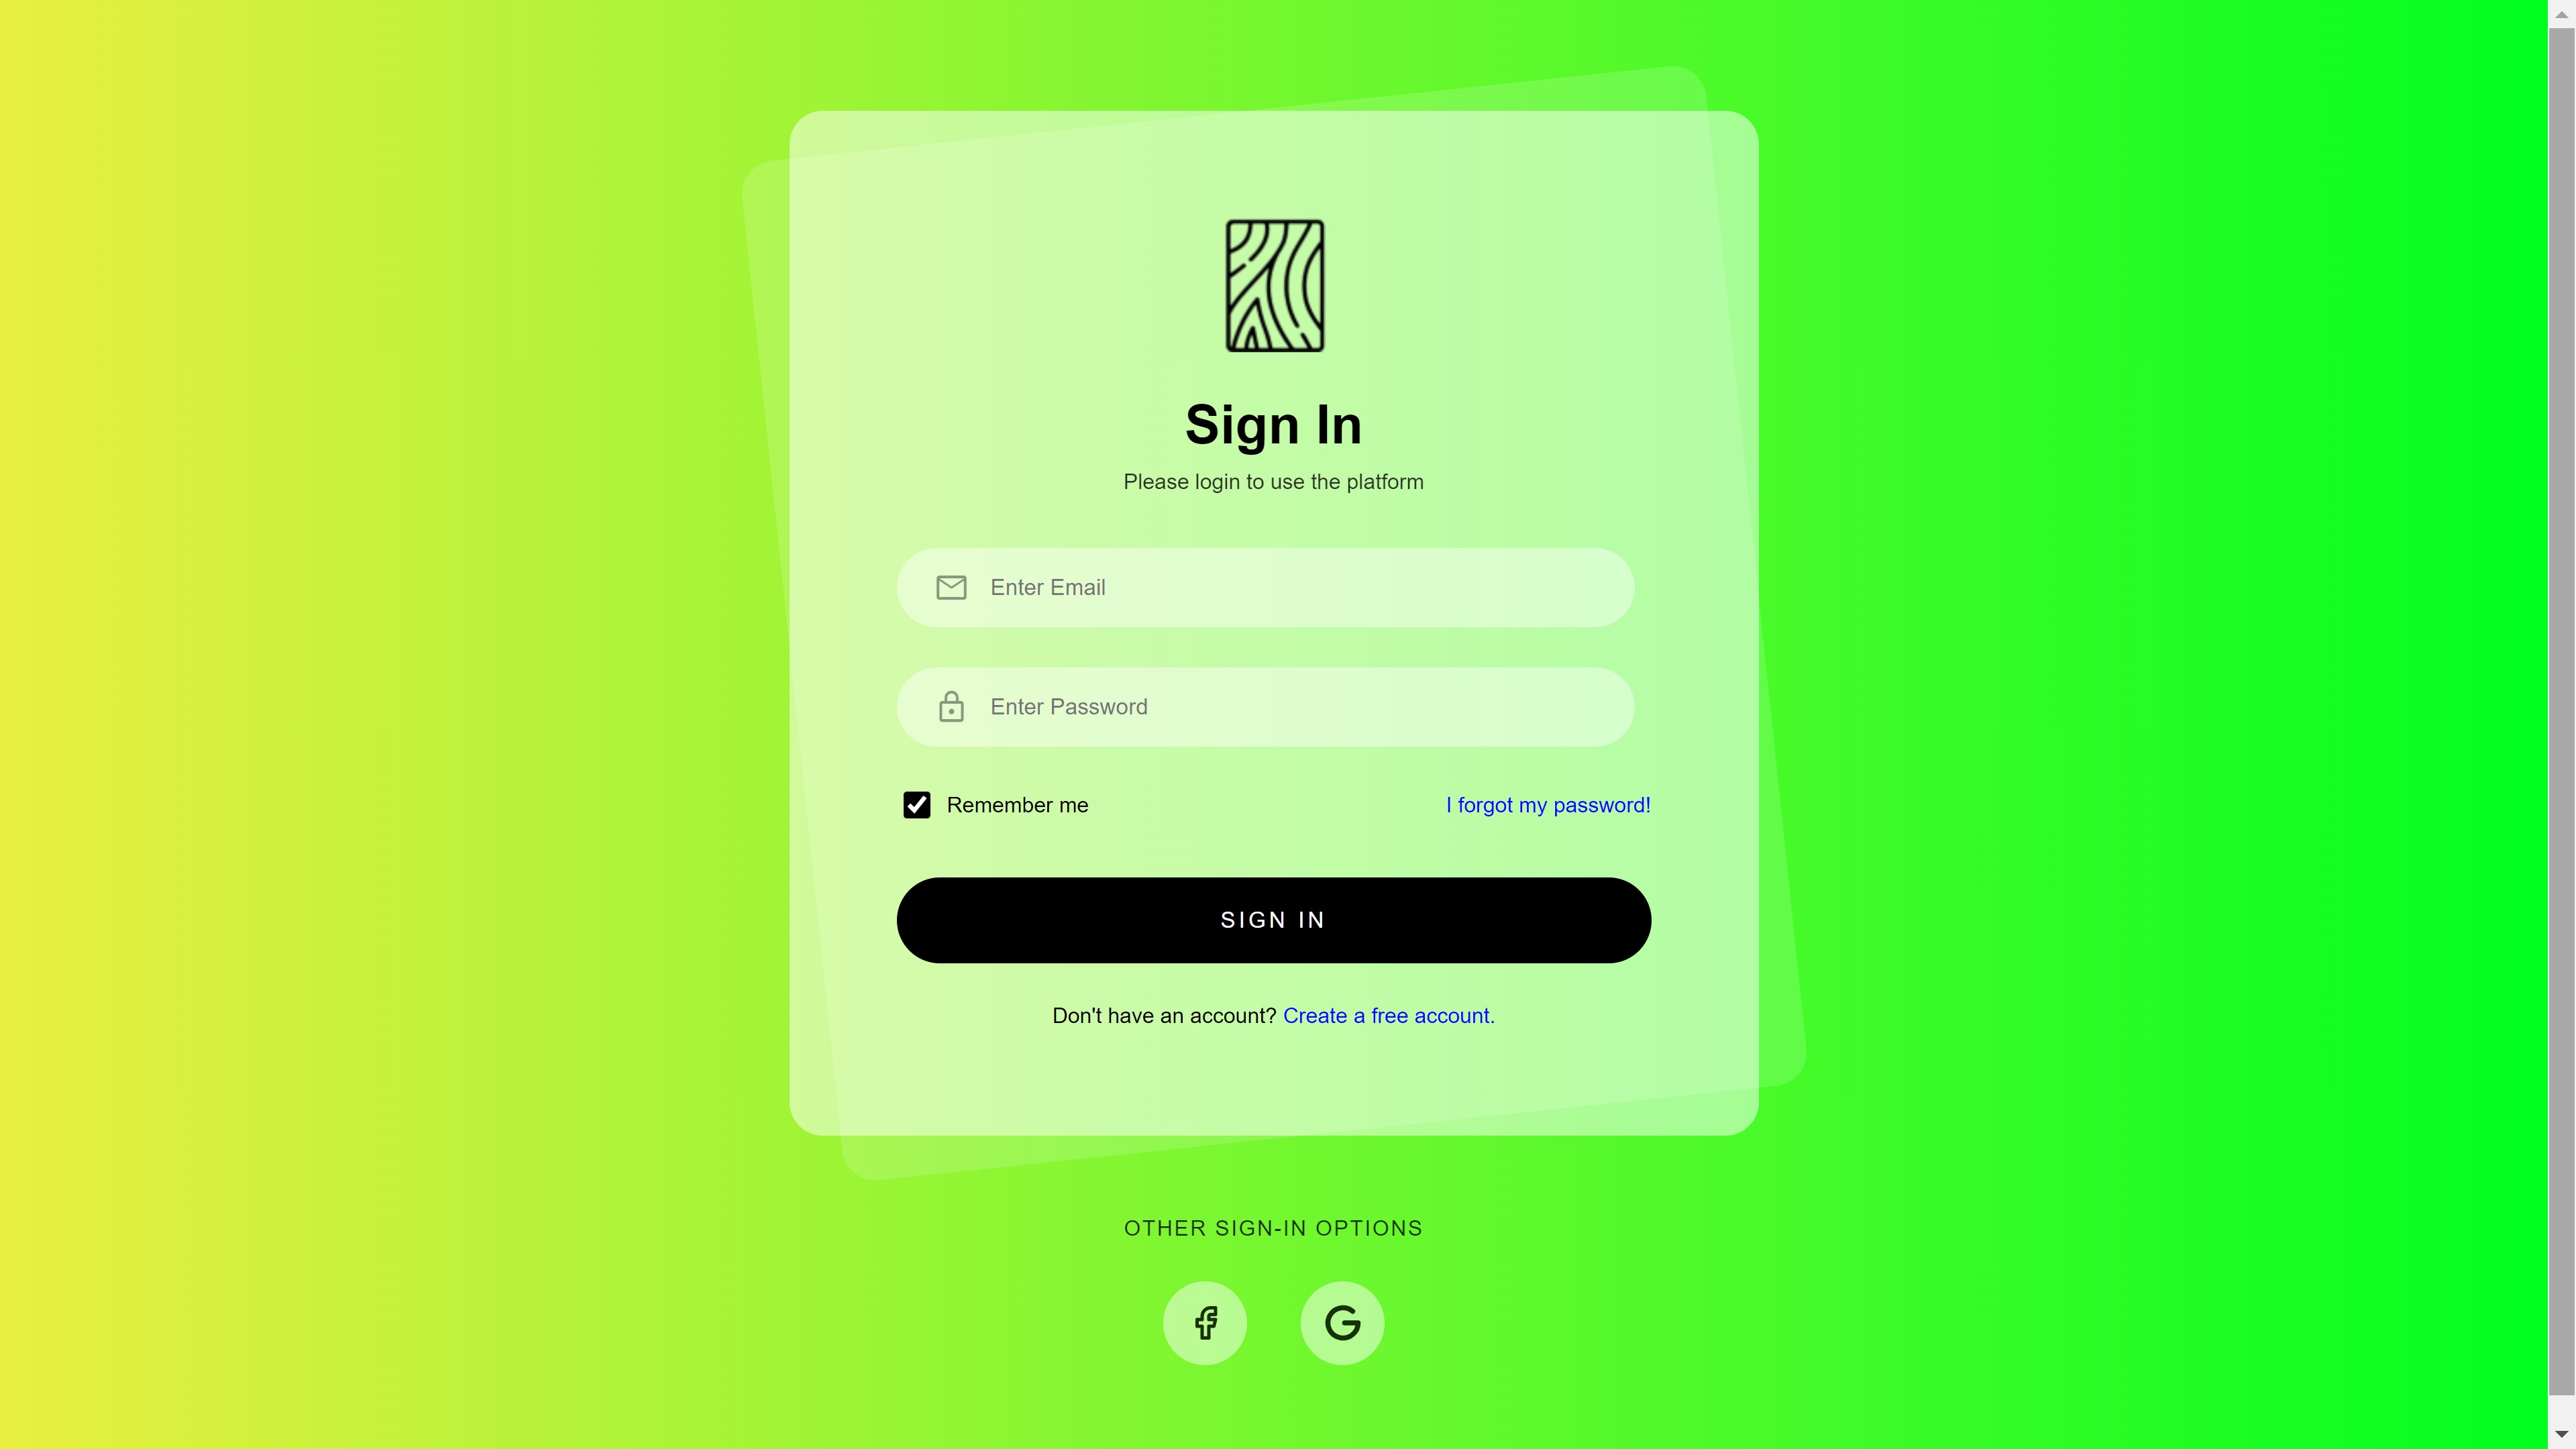 Sign In
Please login to use the platform
Enter Email
Enter Password
Remember me
I forgot my password!
SIGN IN
Don't have an account? Create a free account.
OTHER SIGN-IN OPTIONS